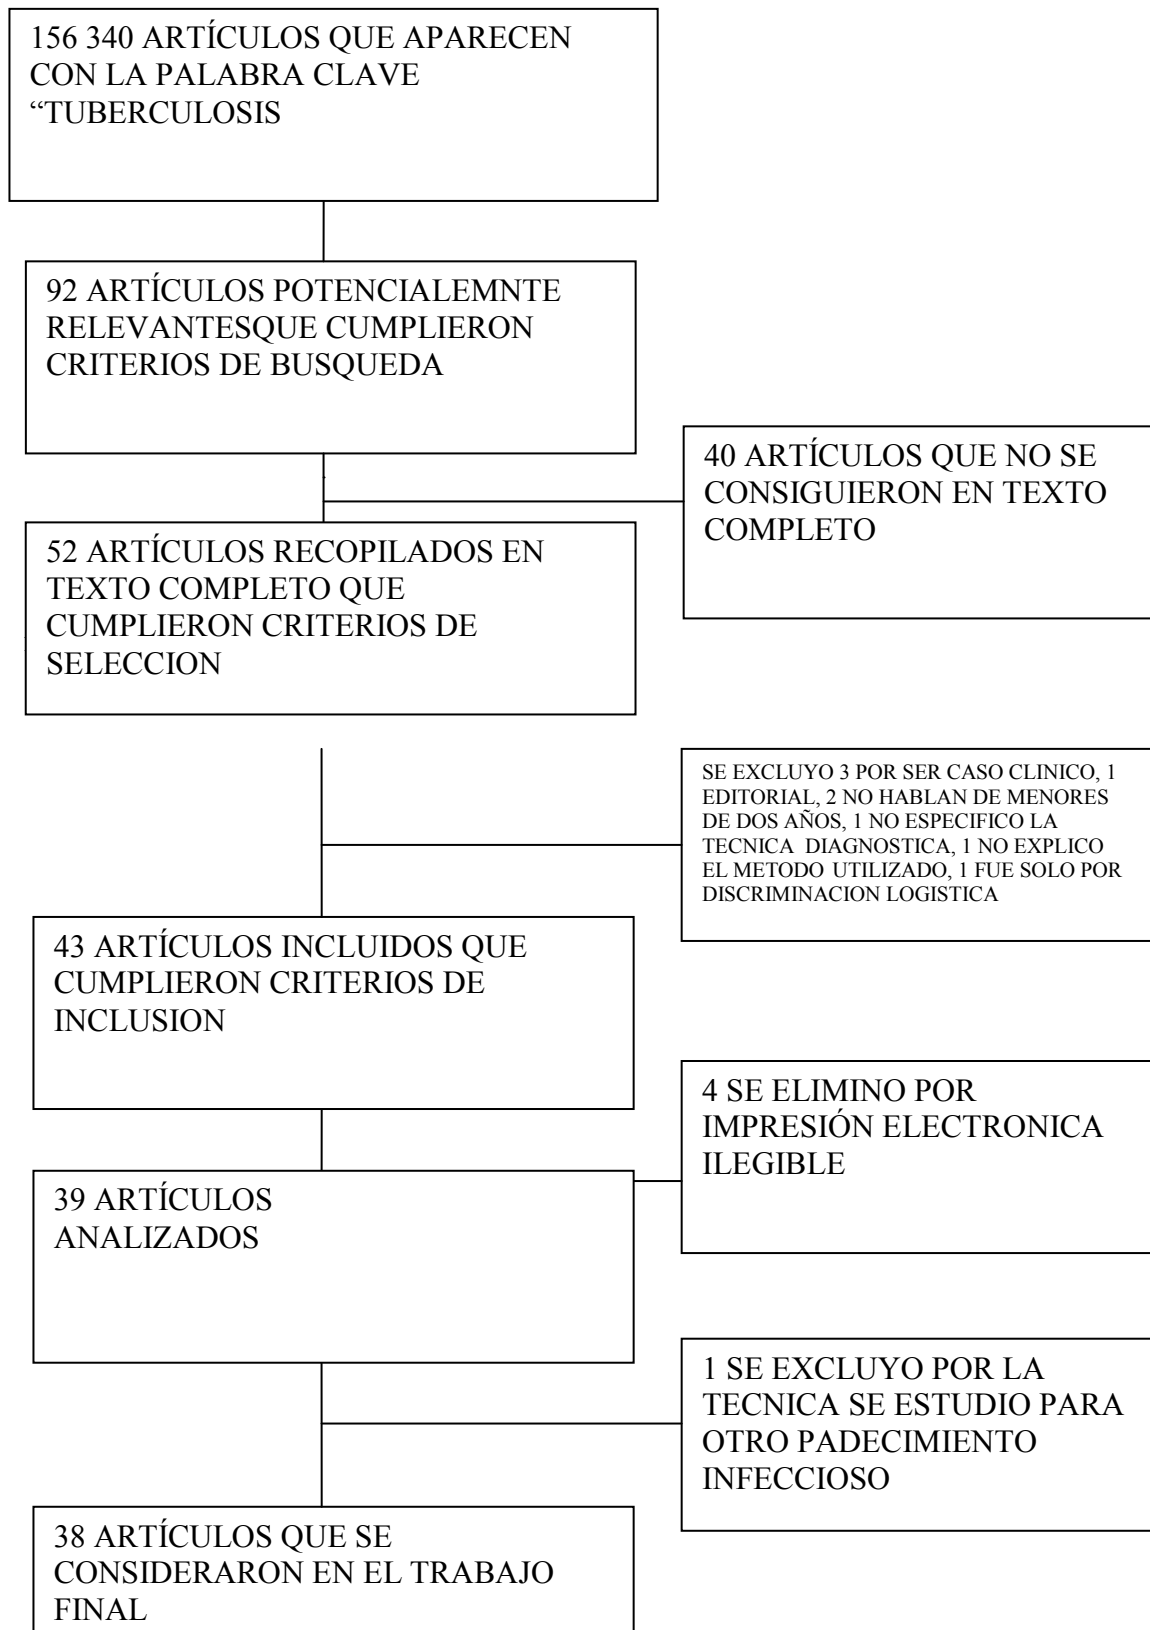 156 340 ARTÍCULOS QUE APARECEN
CON LA PALABRA CLAVE
“TUBERCULOSIS
92 ARTÍCULOS POTENCIALEMNTE
RELEVANTESQUE CUMPLIERON
CRITERIOS DE BUSQUEDA
40 ARTÍCULOS QUE NO SE
CONSIGUIERON EN TEXTO
COMPLETO
52 ARTÍCULOS RECOPILADOS EN
TEXTO COMPLETO QUE
CUMPLIERON CRITERIOS DE
SELECCION
SE EXCLUYO 3 POR SER CASO CLINICO, 1
EDITORIAL, 2 NO HABLAN DE MENORES
DE DOS AÑOS, 1 NO ESPECIFICO LA
TECNICA DIAGNOSTICA, 1 NO EXPLICO
EL METODO UTILIZADO, 1 FUE SOLO POR
DISCRIMINACION LOGISTICA
43 ARTÍCULOS INCLUIDOS QUE
CUMPLIERON CRITERIOS DE
INCLUSION
4 SE ELIMINO POR
IMPRESIÓN ELECTRONICA
ILEGIBLE
39 ARTÍCULOS
ANALIZADOS
1 SE EXCLUYO POR LA
TECNICA SE ESTUDIO PARA
OTRO PADECIMIENTO
INFECCIOSO
38 ARTÍCULOS QUE SE
CONSIDERARON EN EL TRABAJO
FINAL